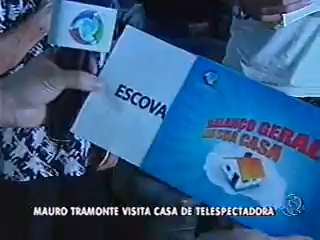 ESCOVA
BALANÇO GERAL
NA SUA CASA
MAURO TRAMONTE VISITA CASA DE TELESPECTADORA